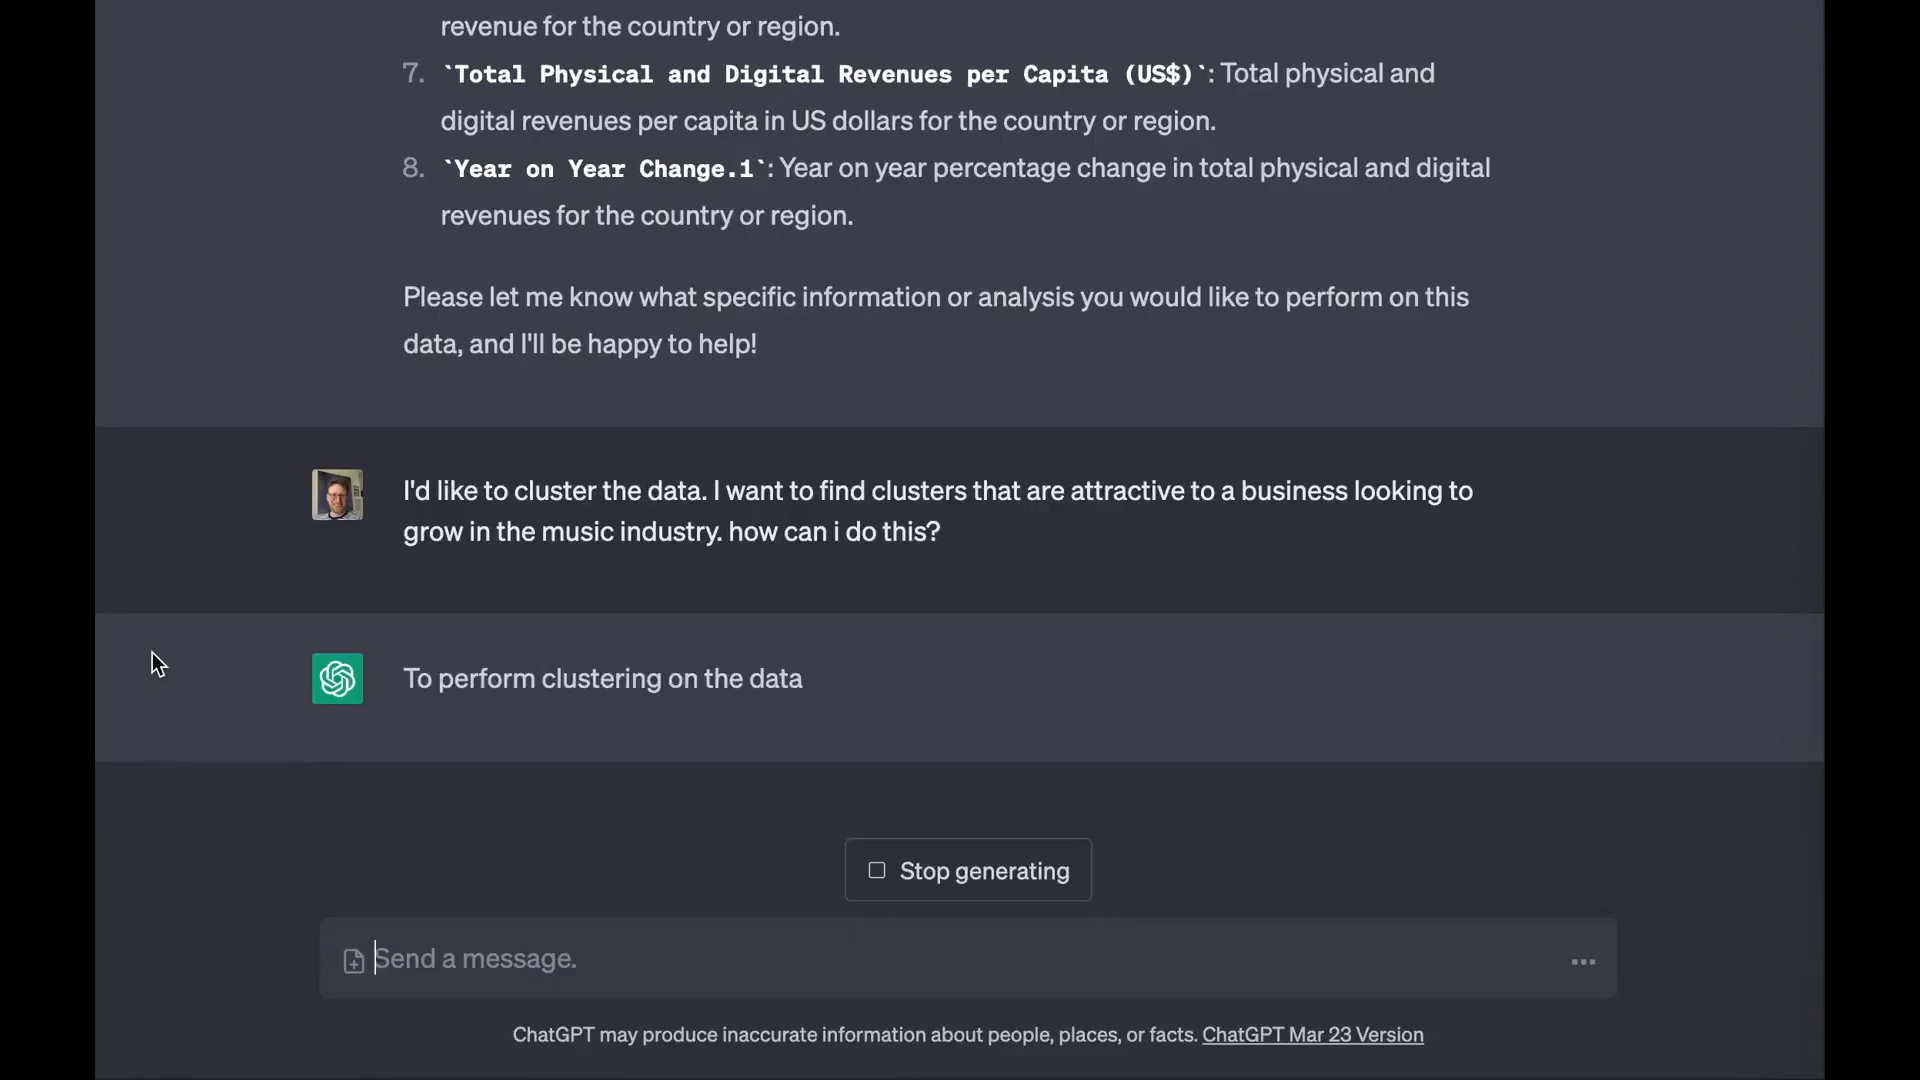 revenue for the country or region.
7. `Total Physical and Digital Revenues per Capita (US$)`: Total physical and
digital revenues per capita in US dollars for the country or region.
8. `Year on Year Change.1`: Year on year percentage change in total physical and digital
revenues for the country or region.
Please let me know what specific information or analysis you would like to perform on this
data, and I'll be happy to help!
I'd like to cluster the data. I want to find clusters that are attractive to a business looking to
grow in the music industry. how can i do this?
To perform clustering on the data
Stop generating
Send a message.
ChatGPT may produce inaccurate information about people, places, or facts. ChatGPT Mar 23 Version